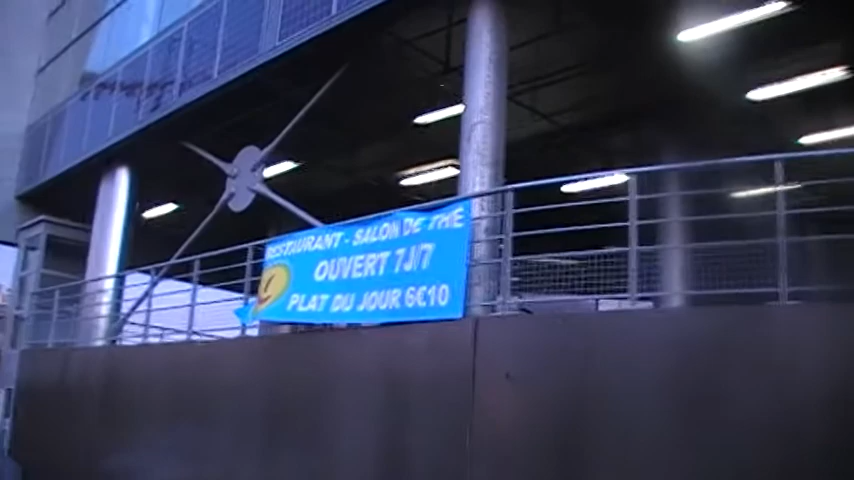 RESTAURANT - SALON DE THE
OUVERT 7J/7
PLAT DU JOUR 6€10